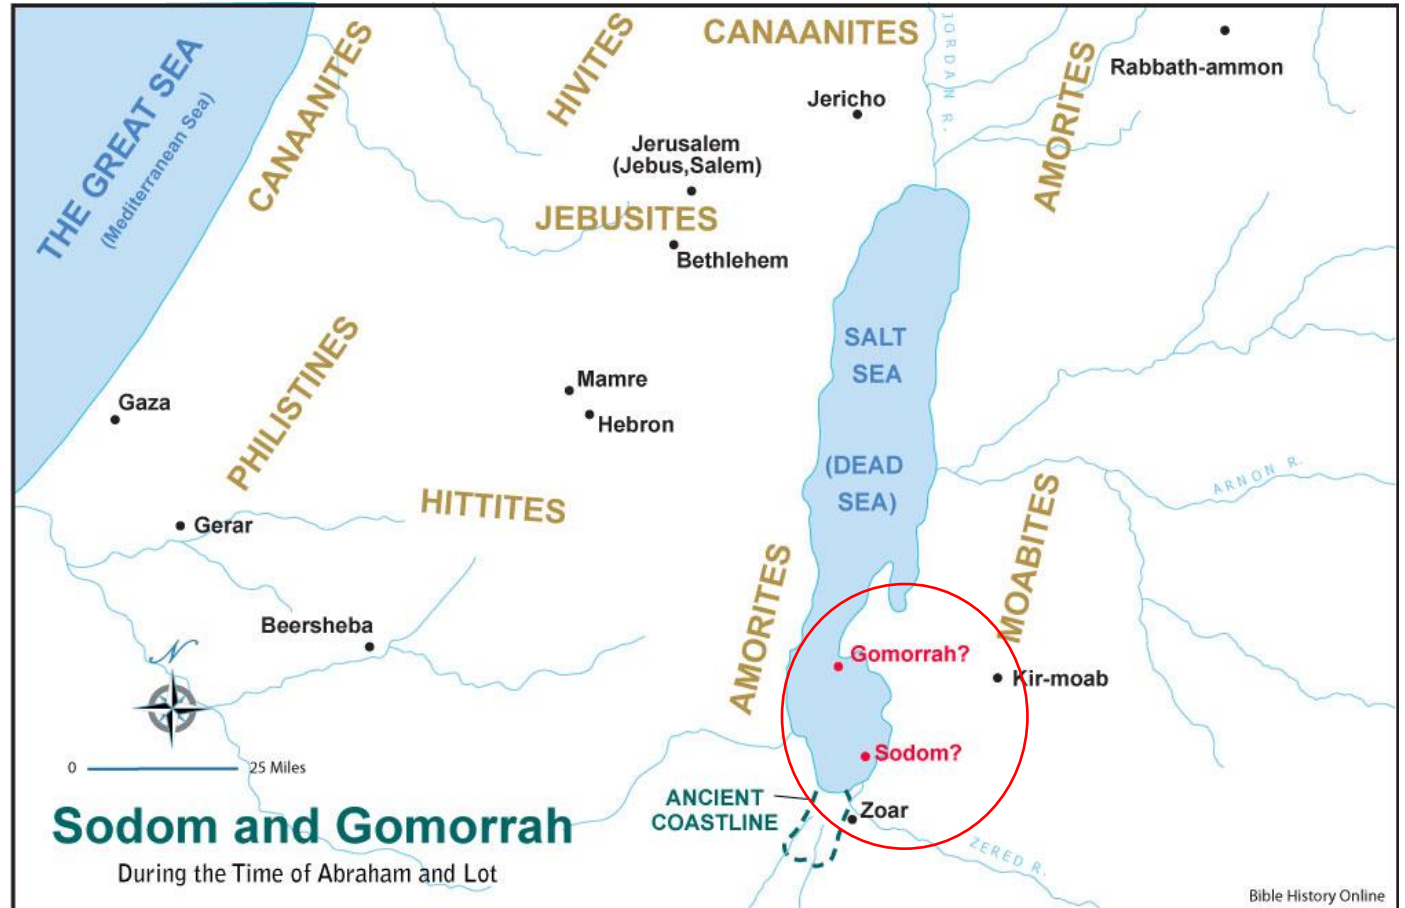 THE GREAT SEA
(Mediterranean Sea)
CANAANITES
HIVITES
CANAANITES
JORDAN R.
AMORITES
Rabbath-ammon
Jericho
Jerusalem
(Jebus,Salem)
JEBUSITES
Bethlehem
SALT
SEA
(DEAD
SEA)
Mamre
Hebron
Gaza
PHILISTINES
HITTITES
Gerar
ARNON R.
MOABITES
AMORITES
Beersheba
N
Gomorrah?
Kir-moab
Sodom?
0
25 Miles
ANCIENT
COASTLINE
Zoar
ZERED R.
Sodom and Gomorrah
During the Time of Abraham and Lot
Bible History Online